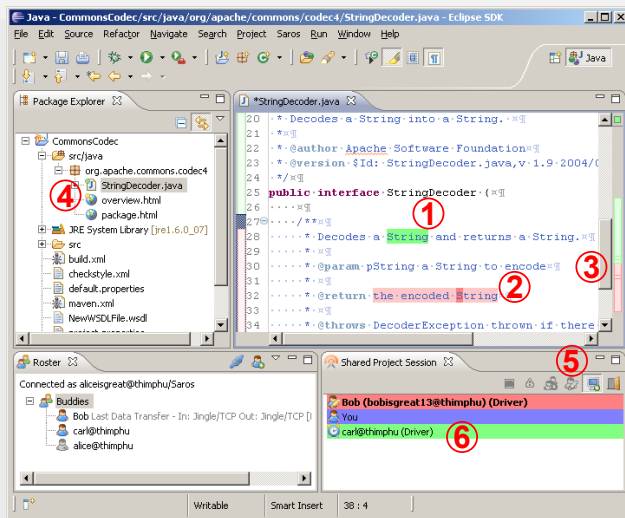 Java - CommonsCodec/src/java/org/apache/commons/codec4/StringDecoder.java - Eclipse SDK
File Edit Source Refactor Navigate Search Project Saros Run Window Help
Java
Package Explorer
*StringDecoder.java
CommonsCodec
src/java
org.apache.commons.codec4
4
StringDecoder.java
overview.html
package.html
JRE System Library [jre1.6.0_07]
src
build.xml
checkstyle.xml
default.properties
maven.xml
NewWSDLFile.wsdl
project.properties
20 ·*·Decodes·a·String·into·a·String.·¤¶
21 ·*¤¶
22 ·*·@author·Apache·Software·Foundation¤¶
23 ·*·@version·$Id:·StringDecoder.java,v·1.9·2004/0
24 ·*/¤¶
25 public·interface·StringDecoder·{¤¶
26 ····¤¶
1
27 ····/**¤¶
28 ·····*·Decodes·a·String·and·returns·a·String.¤¶
29 ·····*·¤¶
3
30 ·····*·@param·pString·a·String·to·encode¤¶
31 ·····*·¤¶
2
32 ·····*·@return·the·encoded·String
33 ·····*·¤¶
34 ·····*·@throws·DecoderException·thrown·if·there
Roster
Connected as aliceisgreat@thimphu/Saros
Buddies
Bob Last Data Transfer - In: Jingle/TCP Out: Jingle/TCP [
carl@thimphu
alice@thimphu
Shared Project Session
5
Bob (bobisgreat13@thimphu) (Driver)
You
carl@thimphu (Driver)
6
Writable Smart Insert 38 : 4